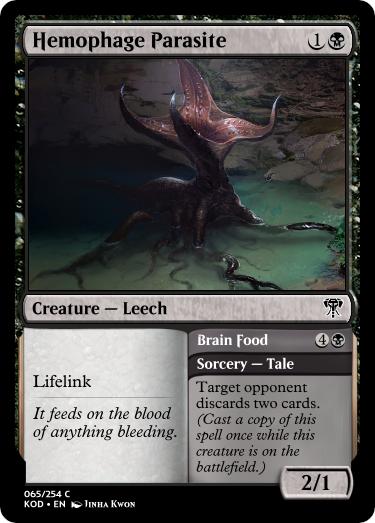 Hemophage Parasite 1
Creature — Leech
Lifelink
It feeds on the blood
of anything bleeding.
Brain Food 4
Sorcery — Tale
Target opponent
discards two cards.
(Cast a copy of this
spell once while this
creature is on the
battlefield.)
2/1
065/254 C
KOD • EN Jinha Kwon